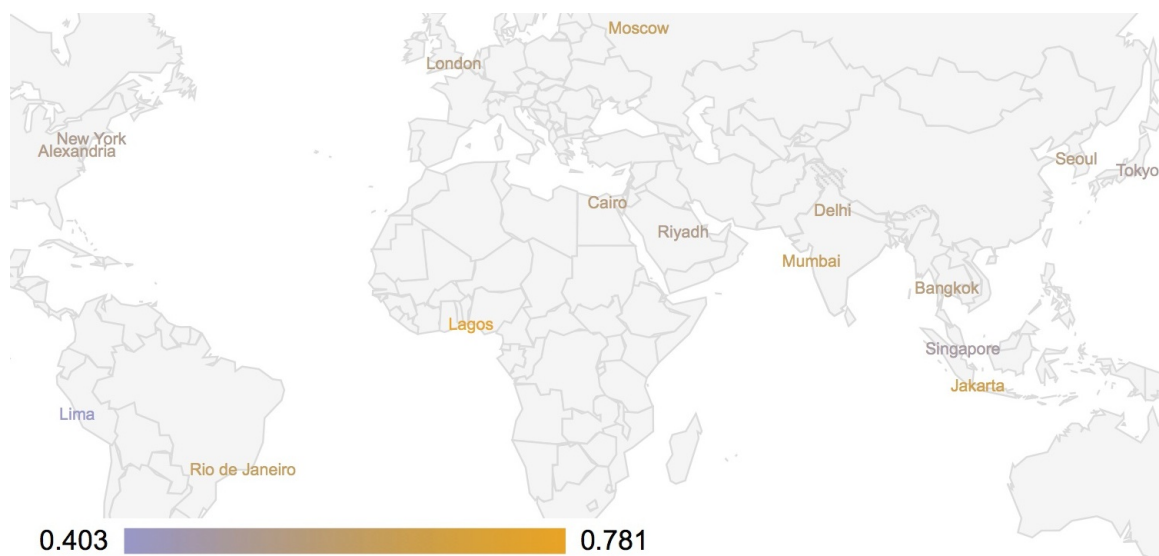 Moscow
London
New York
Alexandria
Seoul
Tokyo
Cairo
Delhi
Riyadh
Mumbai
Bangkok
Lagos
Singapore
Jakarta
Lima
Rio de Janeiro
0.403 0.781